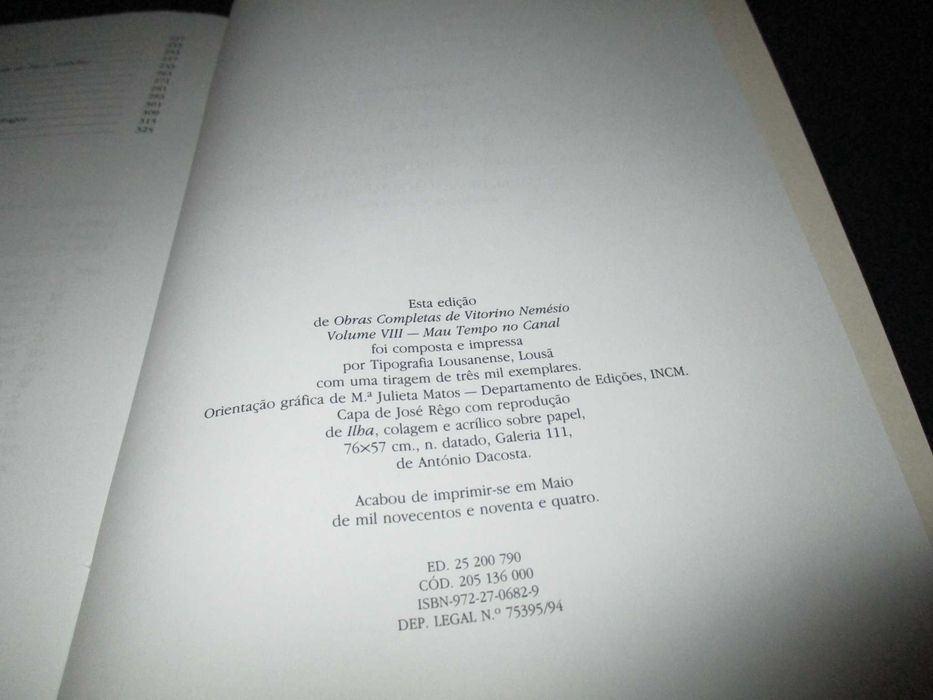 301
309
314
325
Esta edição
de Obras Completas de Vitorino Nemésio
Volume VIII — Mau Tempo no Canal
foi composta e impressa
por Tipografia Lousanense, Lousã
com uma tiragem de três mil exemplares.
Orientação gráfica de M.ª Julieta Matos — Departamento de Edições, INCM.
Capa de José Rêgo com reprodução
de Ilha, colagem e acrílico sobre papel,
76×57 cm., n. datado, Galeria 111,
de António Dacosta.
Acabou de imprimir-se em Maio
de mil novecentos e noventa e quatro.
ED. 25 200 790
CÓD. 205 136 000
ISBN-972-27-0682-9
DEP. LEGAL N.º 75395/94